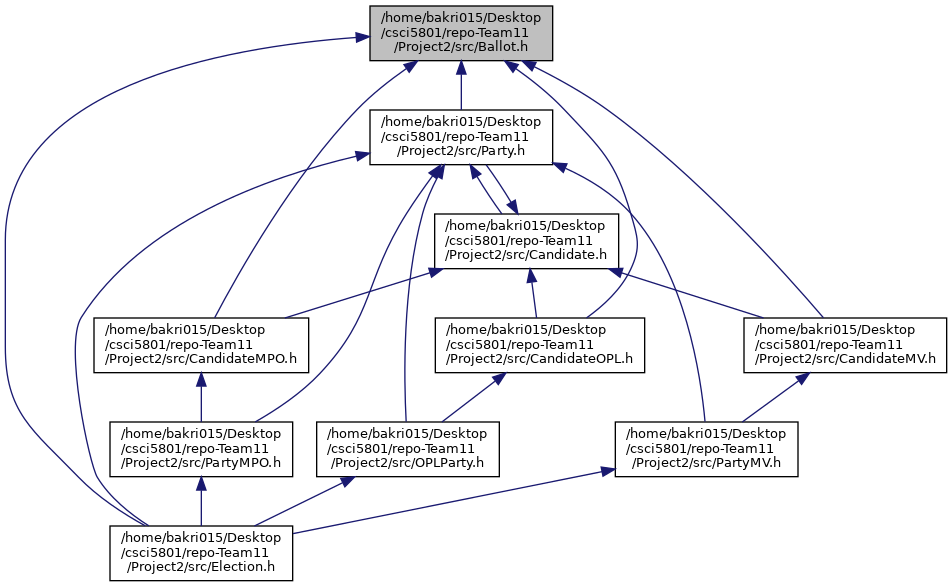 /home/bakri015/Desktop
/csci5801/repo-Team11
/Project2/src/Ballot.h
/home/bakri015/Desktop
/csci5801/repo-Team11
/Project2/src/Party.h
/home/bakri015/Desktop
/csci5801/repo-Team11
/Project2/src/Candidate.h
/home/bakri015/Desktop
/csci5801/repo-Team11
/Project2/src/CandidateMPO.h
/home/bakri015/Desktop
/csci5801/repo-Team11
/Project2/src/CandidateOPL.h
/home/bakri015/Desktop
/csci5801/repo-Team11
/Project2/src/CandidateMV.h
/home/bakri015/Desktop
/csci5801/repo-Team11
/Project2/src/PartyMPO.h
/home/bakri015/Desktop
/csci5801/repo-Team11
/Project2/src/OPLParty.h
/home/bakri015/Desktop
/csci5801/repo-Team11
/Project2/src/PartyMV.h
/home/bakri015/Desktop
/csci5801/repo-Team11
/Project2/src/Election.h